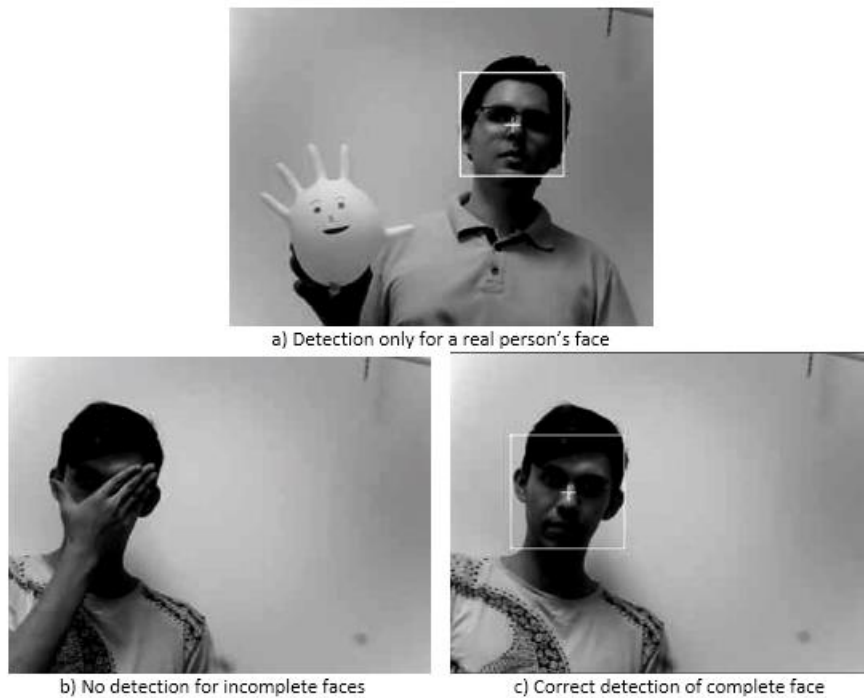 a) Detection only for a real person's face
b) No detection for incomplete faces
c) Correct detection of complete face